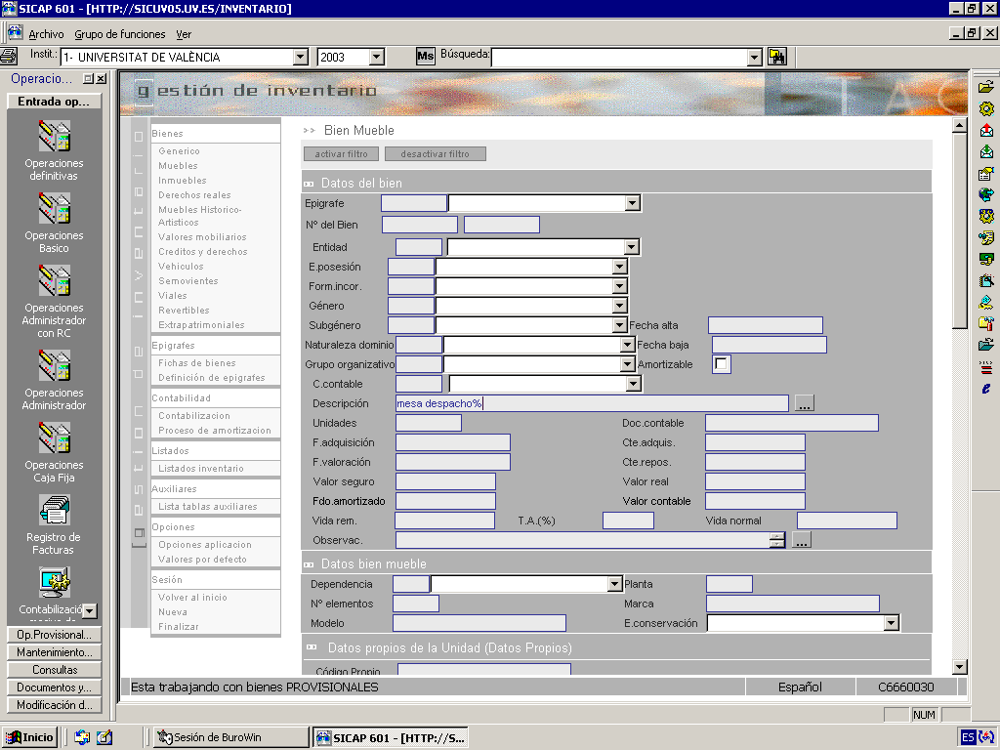 SICAP 601 - [HTTP://SICUV05.UV.ES/INVENTARIO]
Archivo Grupo de funciones Ver
Instit.: 1- UNIVERSITAT DE VALÈNCIA 2003 Ms Búsqueda:
Operacio...
Entrada op...
Operaciones
definitivas
Operaciones
Basico
Operaciones
Administrador
con RC
Operaciones
Administrador
Operaciones
Caja Fija
Registro de
Facturas
Contabilizació
Op.Provisional...
Mantenimiento...
Consultas
Documentos y...
Modificación d...
gestión de inventario
TAC
Bienes
Generico
Muebles
Inmuebles
Derechos reales
Muebles Historico-
Artisticos
Valores mobiliarios
Creditos y derechos
Vehiculos
Semovientes
Viales
Revertibles
Extrapatrimoniales
Epigrafes
Fichas de bienes
Definición de epigrafes
Contabilidad
Contabilizacion
Proceso de amortizacion
Listados
Listados inventario
Auxiliares
Lista tablas auxiliares
Opciones
Opciones aplicacion
Valores por defecto
Sesión
Volver al inicio
Nueva
Finalizar
>> Bien Mueble
activar filtro desactivar filtro
Datos del bien
Epigrafe
Nº del Bien
Entidad
E.posesión
Form.incor.
Género
Subgénero Fecha alta
Naturaleza dominio Fecha baja
Grupo organizativo Amortizable
C.contable
Descripción mesa despacho% ...
Unidades Doc.contable
F.adquisición Cte.adquis.
F.valoración Cte.repos.
Valor seguro Valor real
Fdo.amortizado Valor contable
Vida rem. T.A.(%) Vida normal
Observac. ...
Datos bien mueble
Dependencia Planta
Nº elementos Marca
Modelo E.conservación
Datos propios de la Unidad (Datos Propios)
Código Propio
Esta trabajando con bienes PROVISIONALES Español C6660030
NUM
Inicio Sesión de BuroWin SICAP 601 - [HTTP://S... ES